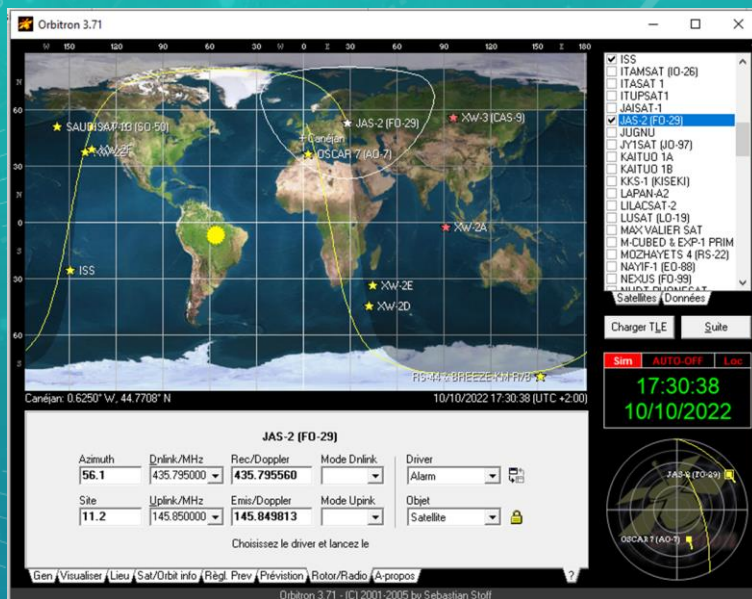 Orbitron 3.71
W 150 120 90 60 30 W 0 E 30 60 90 120 150 E 180
N
60
30
0
30
60
S
SAUDISAT
(SO-50)
JAS-2 (FO-29)
XW-3 (CAS-9)
Canéjan
OSCAR 7 (AO-7)
XW-2F
XW-2A
ISS
XW-2E
XW-2D
RS-44 & BREEZE-KM R/B
Canéjan: 0.6250° W, 44.7708° N
10/10/2022 17:30:38 (UTC +2:00)
ISS
ITAMSAT (IO-26)
ITASAT 1
ITUPSAT1
JAISAT-1
JAS-2 (FO-29)
JUGNU
JY1SAT (JO-97)
KAITUO 1A
KAITUO 1B
KKS-1 (KISEKI)
LAPAN-A2
LILACSAT-2
LUSAT (LO-19)
MAX VALIER SAT
M-CUBED & EXP-1 PRIM
MOZHAYETS 4 (RS-22)
NAYIF-1 (EO-88)
NEXUS (FO-99)
Satellites Données
Charger TLE Suite
Sim AUTO-OFF Loc
17:30:38
10/10/2022
JAS-2 (FO-29)
OSCAR 7 (AO-7)
JAS-2 (FO-29)
Azimuth Dnlink/MHz Rec/Doppler Mode Dnlink Driver
56.1 435.795000 435.795560 Alarm
Site Uplink/MHz Emis/Doppler Mode Upink Objet
11.2 145.850000 145.849813 Satellite
Choisissez le driver et lancez le
Gen Visualiser Lieu Sat/Orbit info Règl. Prev Prévistion Rotor/Radio A-propos ?
Orbitron 3.71 - (C) 2001-2005 by Sebastian Stoff